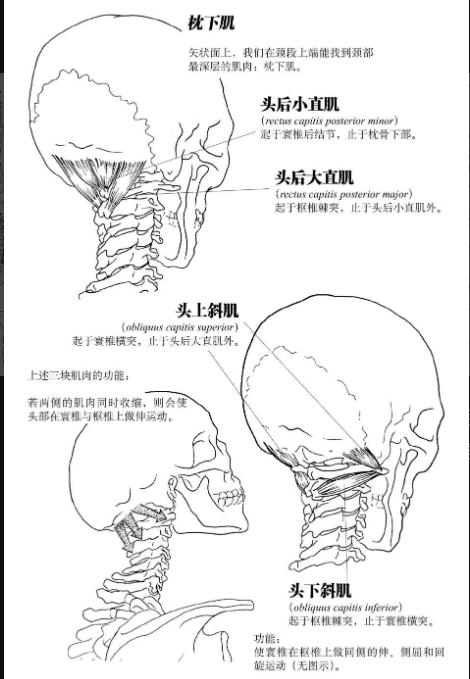 枕下肌
矢状面上，我们在颈段上端能找到颈部
最深层的肌肉：枕下肌。
头后小直肌
(rectus capitis posterior minor)
起于寰椎后结节，止于枕骨下部。
头后大直肌
(rectus capitis posterior major)
起于枢椎棘突，止于头后小直肌外。
头上斜肌
(obliquus capitis superior)
起于寰椎横突，止于头后大直肌外。
上述三块肌肉的功能：
若两侧的肌肉同时收缩，则会使
头部在寰椎与枢椎上做伸运动。
头下斜肌
(obliquus capitis inferior)
起于枢椎棘突，止于寰椎横突。
功能：
使寰椎在枢椎上做同侧的伸、侧屈和回
旋运动（无图示）。